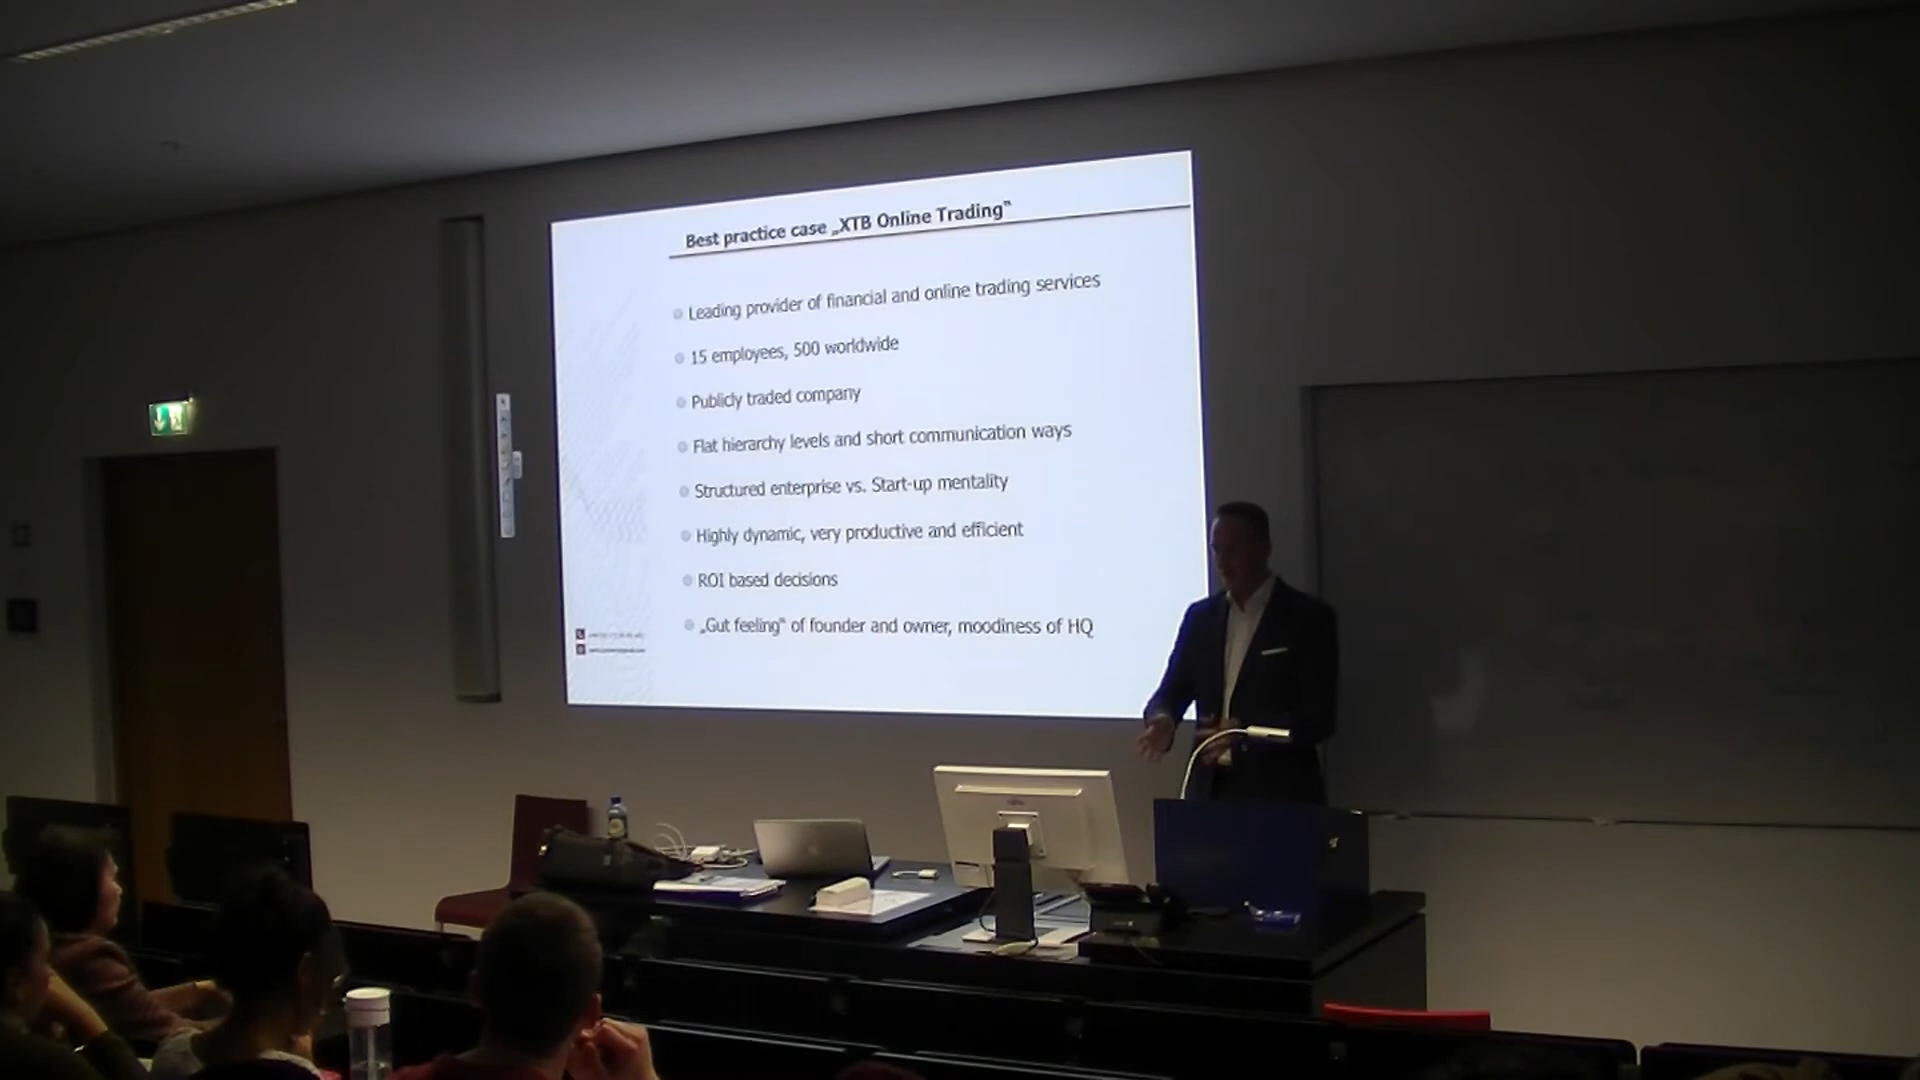 Best practice case „XTB Online Trading‟
Leading provider of financial and online trading services
15 employees, 500 worldwide
Publicly traded company
Flat hierarchy levels and short communication ways
Structured enterprise vs. Start-up mentality
Highly dynamic, very productive and efficient
ROI based decisions
„Gut feeling‟ of founder and owner, moodiness of HQ